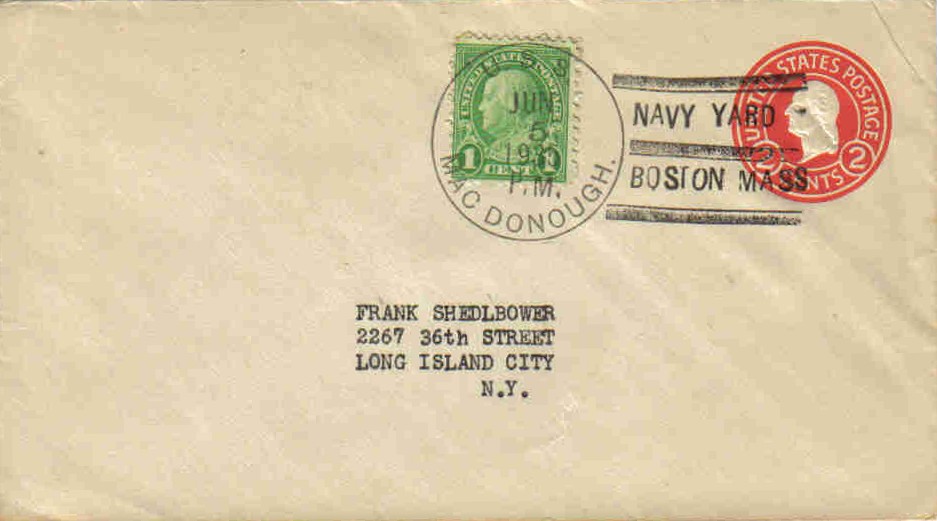 UNITED STATES POSTAGE
1 1
CENT
U.S.S.
JUN
5
P.M.
MAC DONOUGH.
NAVY YARD -
BOSTON MASS
UNITED STATES POSTAGE
2 CENTS 2
FRANK SHEDLBOWER
2267 36th STREET
LONG ISLAND CITY
N.Y.